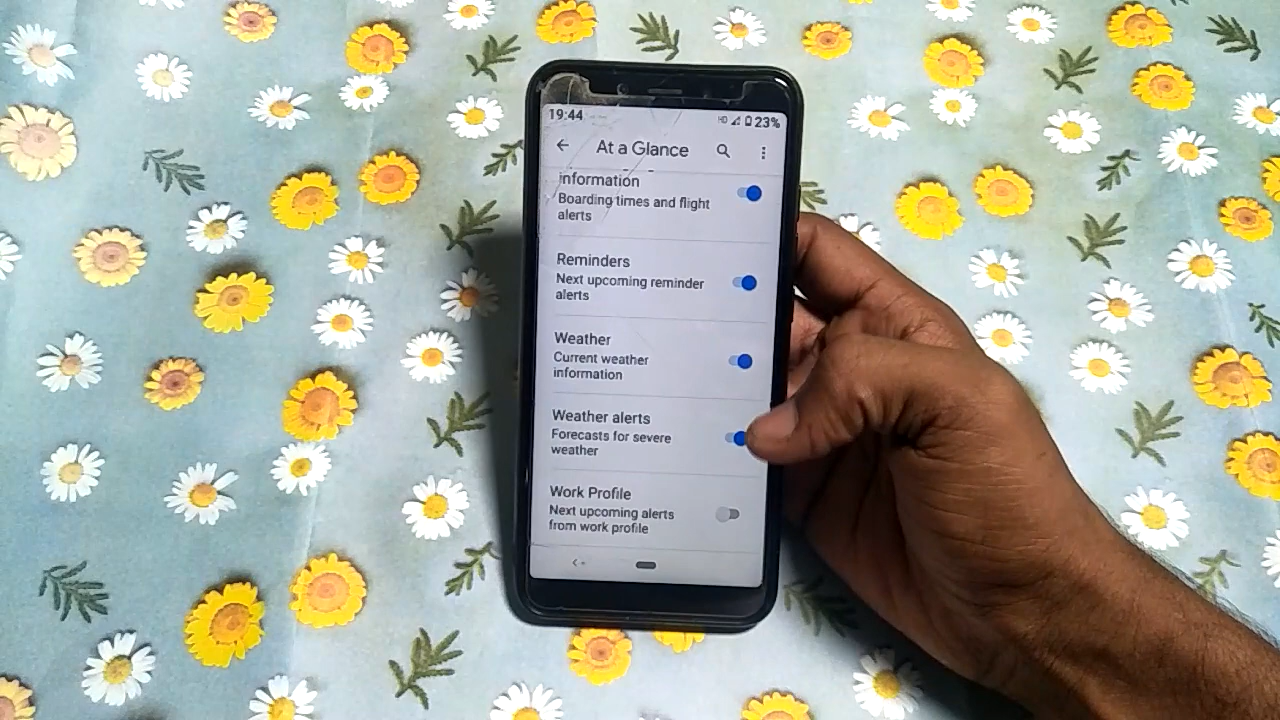 19:44
HD 23%
At a Glance
information
Boarding times and flight
alerts
Reminders
Next upcoming reminder
alerts
Weather
Current weather
information
Weather alerts
Forecasts for severe
weather
Work Profile
Next upcoming alerts
from work profile